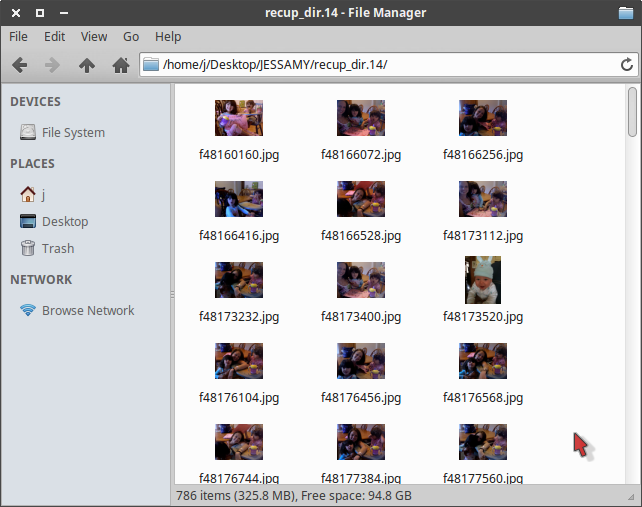 recup_dir.14 - File Manager
File Edit View Go Help
/home/j/Desktop/JESSAMY/recup_dir.14/
DEVICES
File System
PLACES
j
Desktop
Trash
NETWORK
Browse Network
f48160160.jpg f48166072.jpg f48166256.jpg
f48166416.jpg f48166528.jpg f48173112.jpg
f48173232.jpg f48173400.jpg f48173520.jpg
f48176104.jpg f48176456.jpg f48176568.jpg
f48176744.jpg f48177384.jpg f48177560.jpg
786 items (325.8 MB), Free space: 94.8 GB